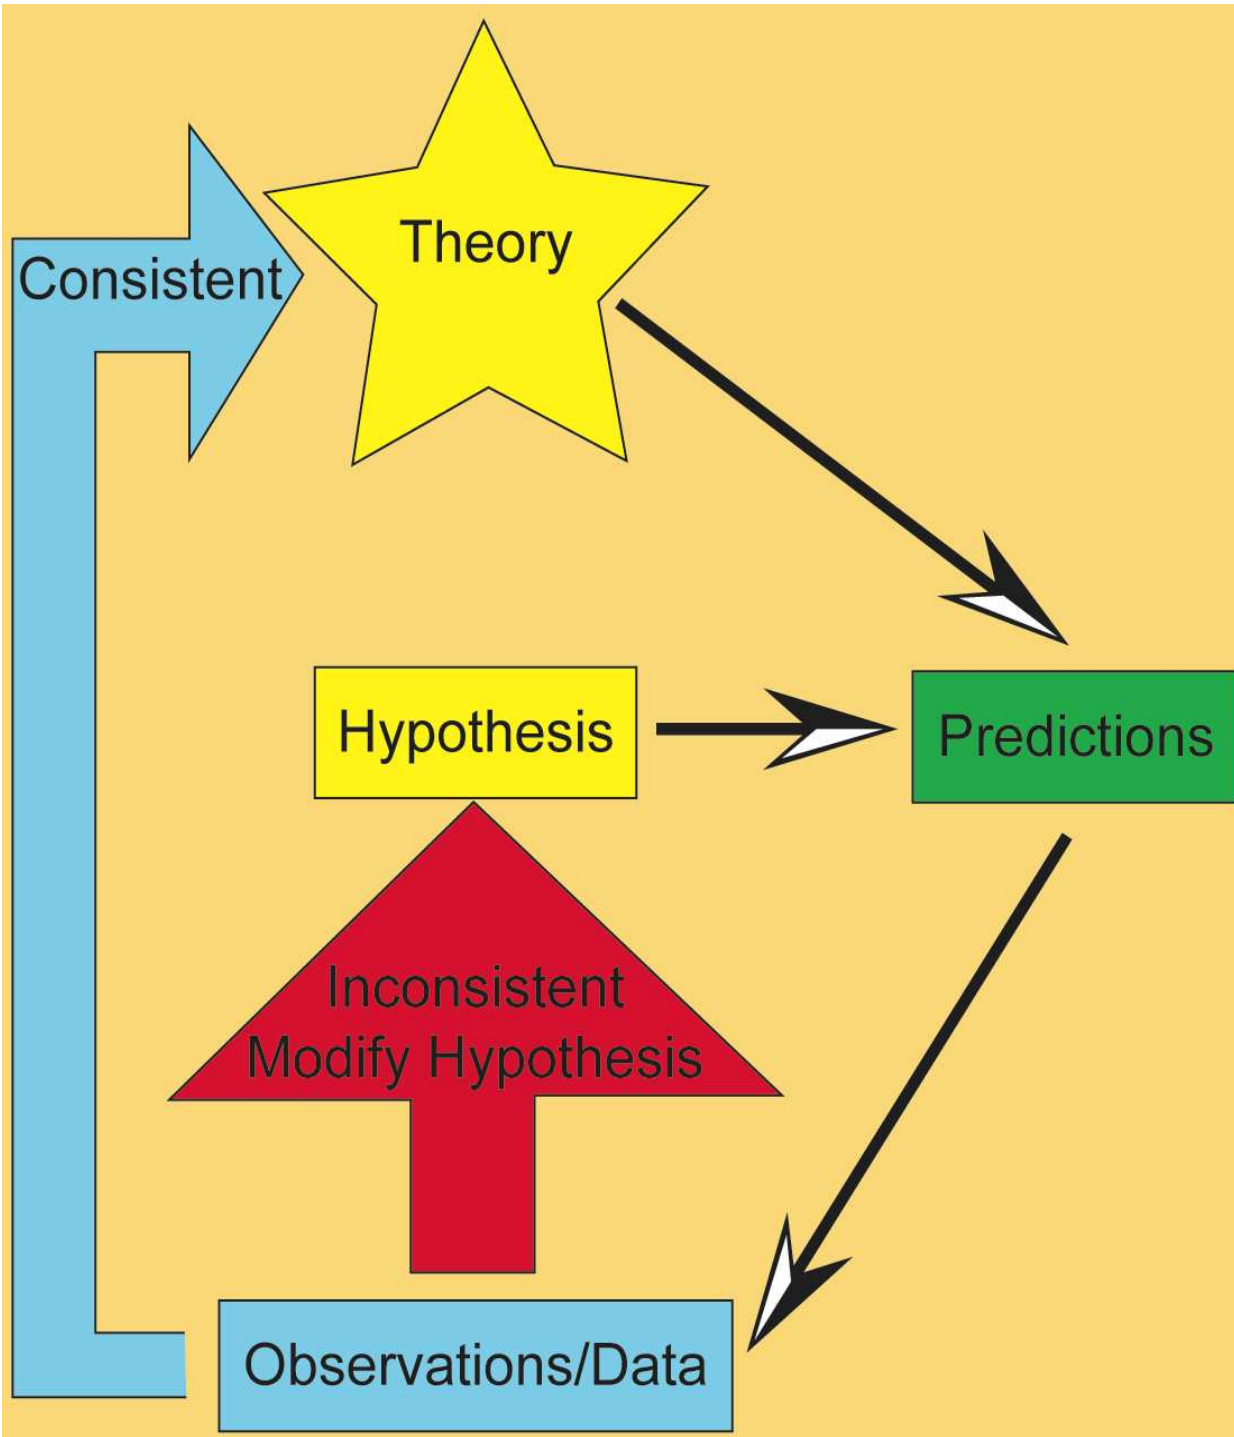 Theory
Consistent
Hypothesis
Predictions
Inconsistent
Modify Hypothesis
Observations/Data